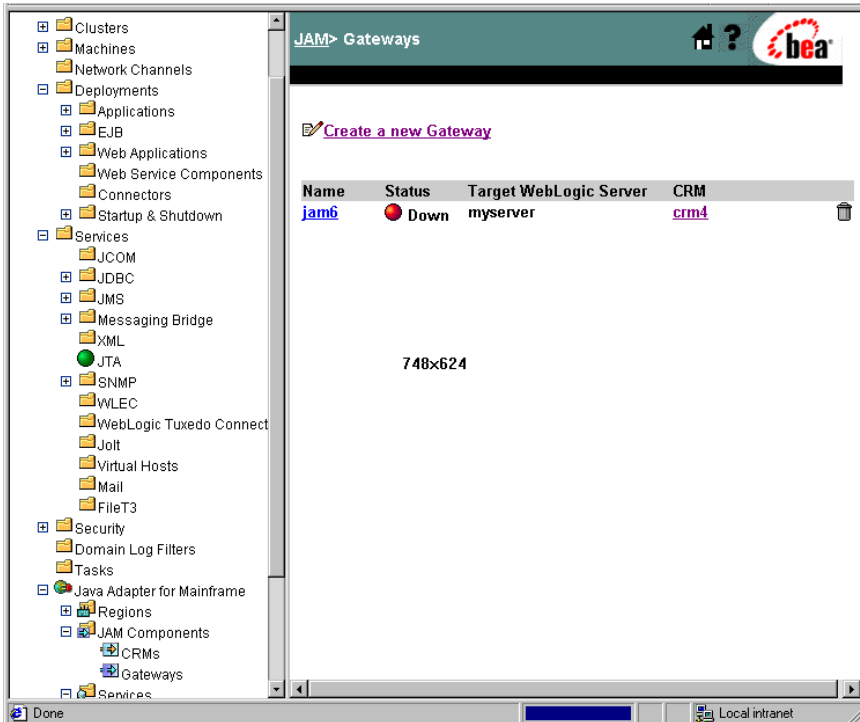 Clusters
Machines
Network Channels
Deployments
Applications
EJB
Web Applications
Web Service Components
Connectors
Startup & Shutdown
Services
JCOM
JDBC
JMS
Messaging Bridge
XML
JTA
SNMP
WLEC
WebLogic Tuxedo Connect
Jolt
Virtual Hosts
Mail
FileT3
Security
Domain Log Filters
Tasks
Java Adapter for Mainframe
Regions
JAM Components
CRMs
Gateways
Services
JAM> Gateways
?
bea
Create a new Gateway
Name Status Target WebLogic Server CRM
jam6 Down myserver crm4
748x624
Done
Local intranet